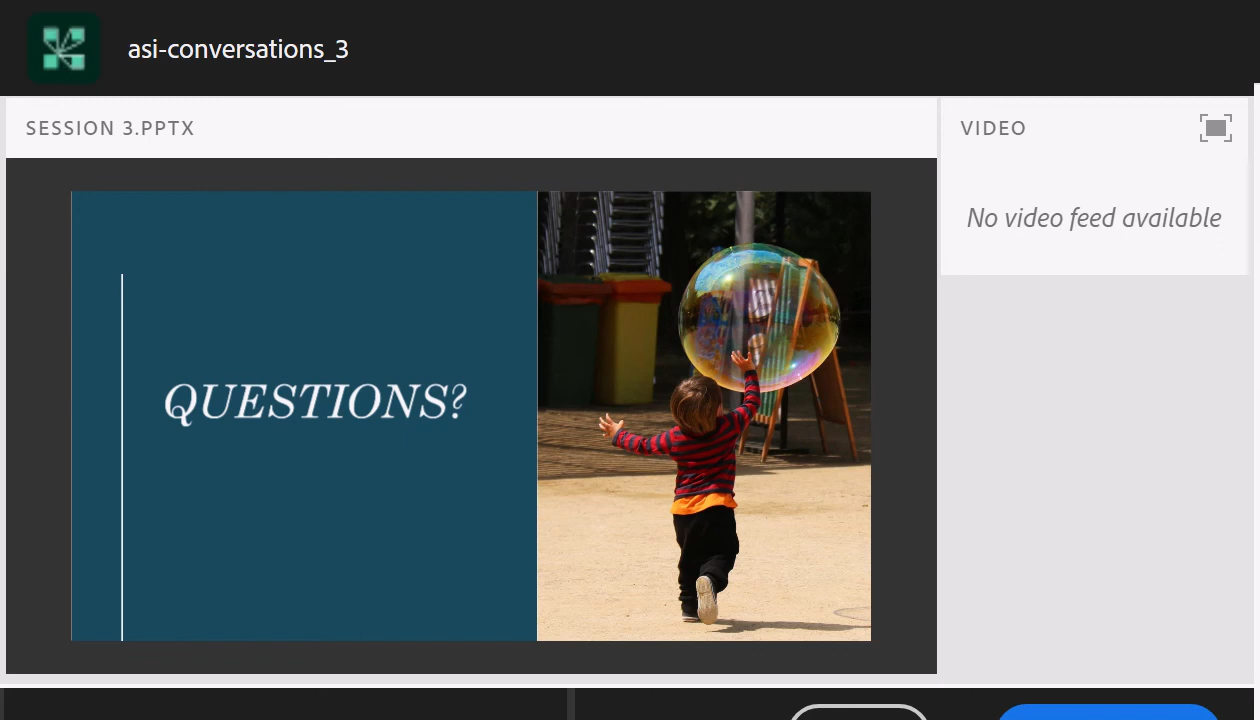 asi-conversations_3
SESSION 3.PPTX
VIDEO
No video feed available
QUESTIONS?